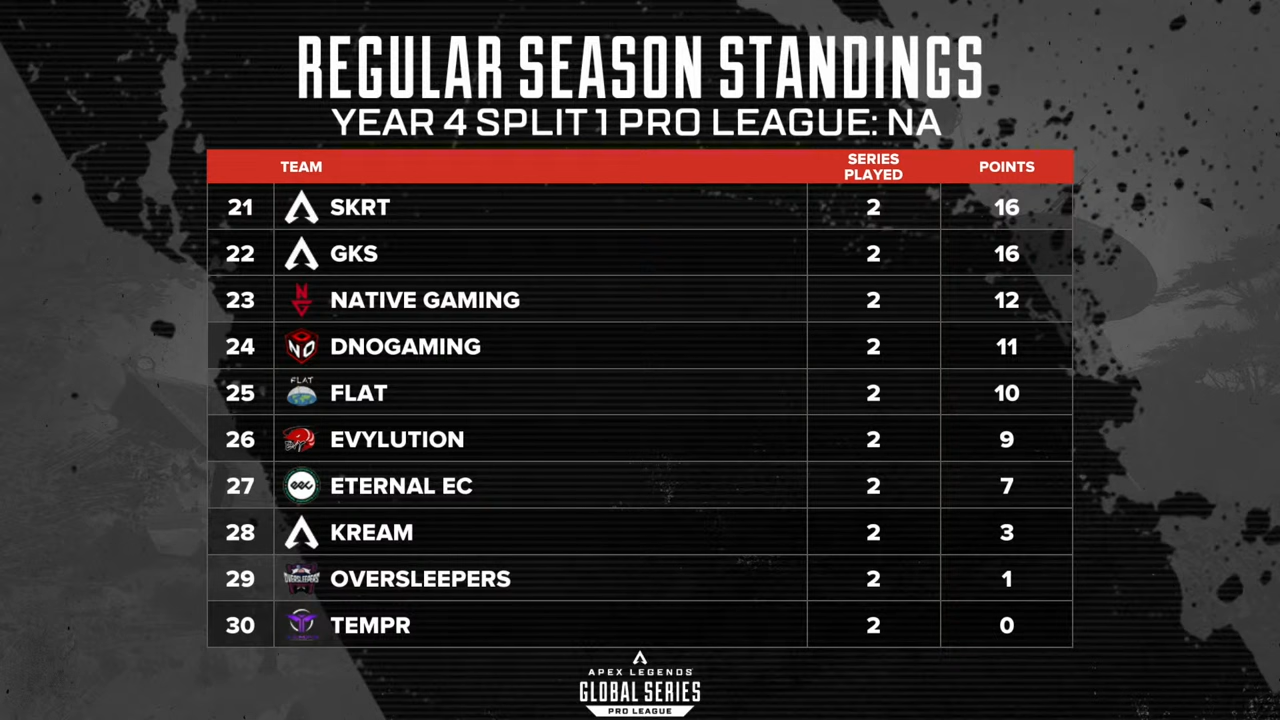 REGULAR SEASON STANDINGS
YEAR 4 SPLIT 1 PRO LEAGUE: NA
TEAM SERIES PLAYED POINTS
21 SKRT 2 16
22 GKS 2 16
23 NATIVE GAMING 2 12
24 DNOGAMING 2 11
25 FLAT FLAT 2 10
26 EVYLUTION 2 9
27 eec ETERNAL EC 2 7
28 KREAM 2 3
29 OVERSLEEPERS 2 1
30 TEMPR 2 0
APEX LEGENDS
GLOBAL SERIES
PRO LEAGUE